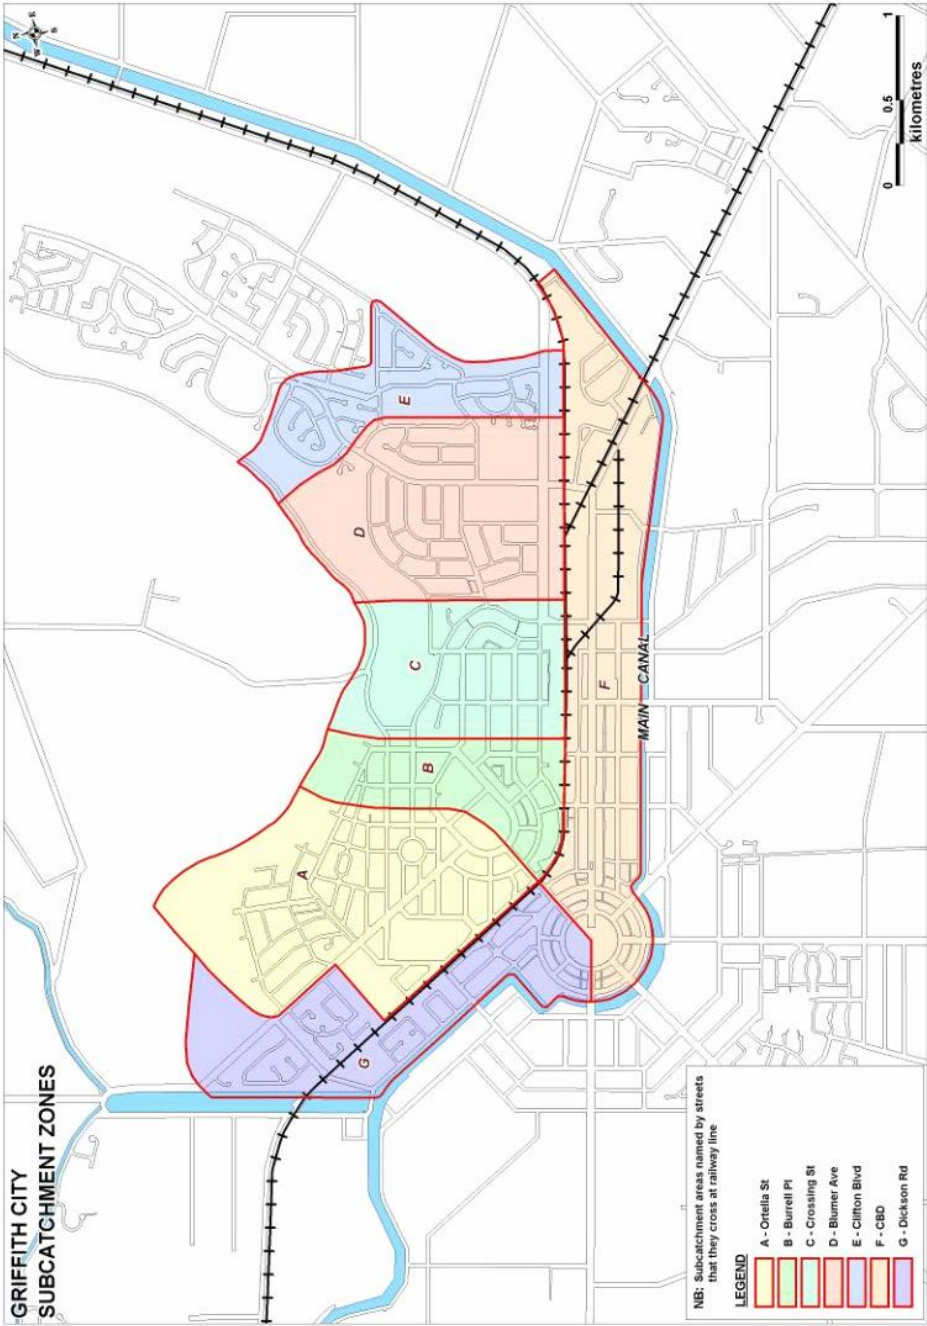 GRIFFITH CITY
SUBCATCHMENT ZONES
A
B
C
D
E
F
G
MAIN CANAL
NB: Subcatchment areas named by streets
that they cross at railway line
LEGEND
A - Ortella St
B - Burrell Pl
C - Crossing St
D - Blumer Ave
E - Clifton Blvd
F - CBD
G - Dickson Rd
0 0.5 1
kilometres